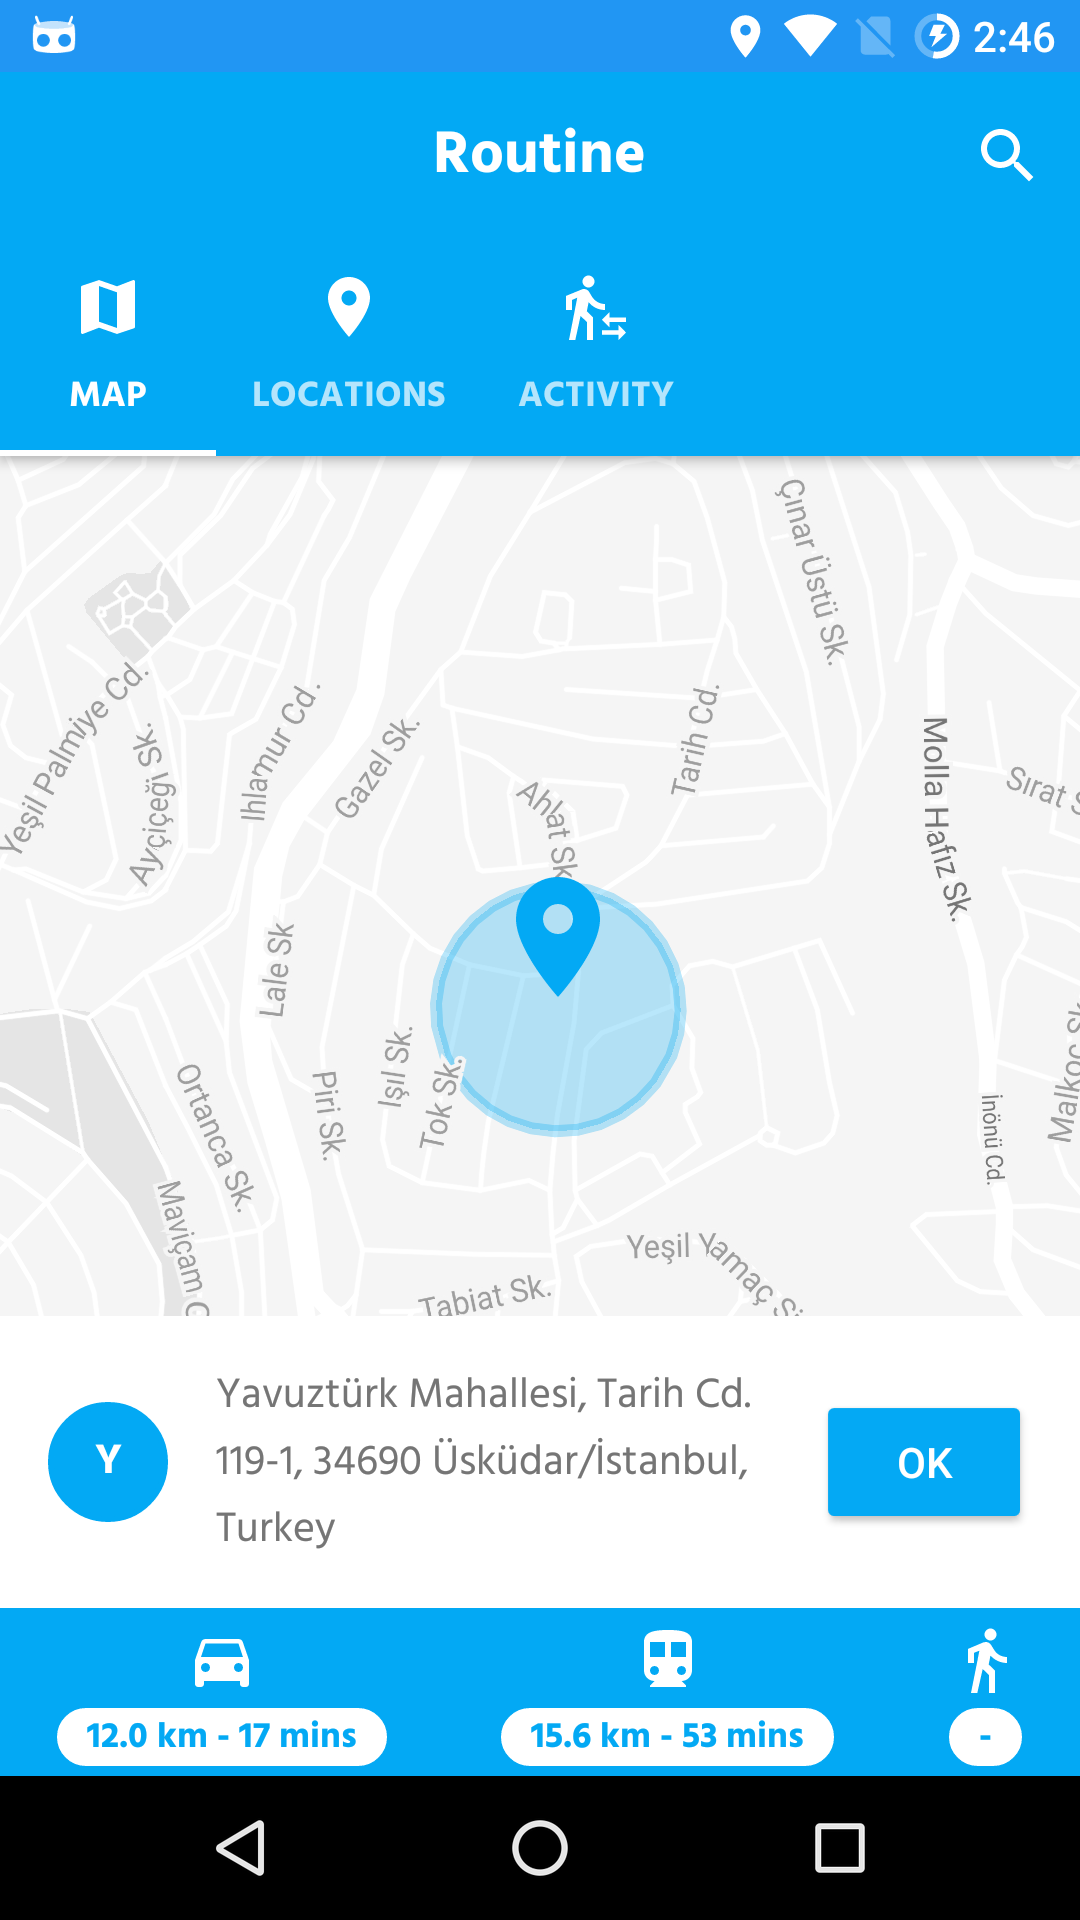 2:46
Routine
MAP
LOCATIONS
ACTIVITY
Çınar Üstü Sk.
Yeşil Palmiye Cd.
Ayçiçeği Sk.
Ihlamur Cd.
Gazel Sk.
Tarih Cd.
Ahlat Sk
Molla Hafız Sk.
Sırat S
Lale Sk
Işıl Sk.
Tok Sk.
Piri Sk.
Ortanca Sk.
Maviçam C
Malkoç Sk
İnönü Cd.
Yeşil Yamaç Si
Tabiat Sk.
Y
Yavuztürk Mahallesi, Tarih Cd.
119-1, 34690 Üsküdar/İstanbul,
Turkey
OK
12.0 km - 17 mins
15.6 km - 53 mins
-